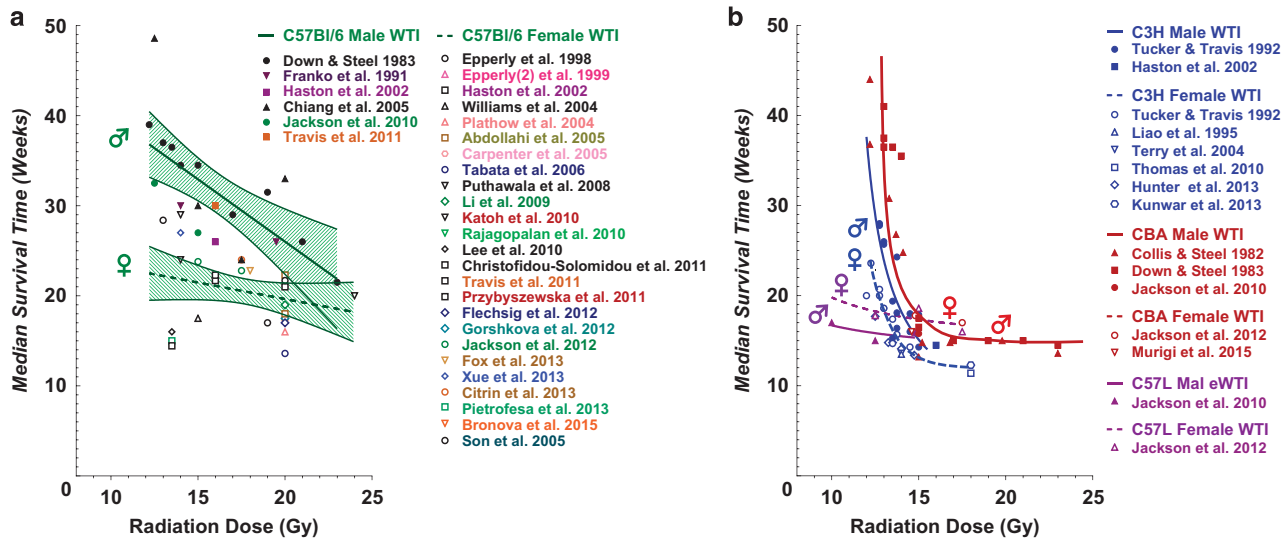 a
50
40
30
20
10
0
10
15
20
25
Median Survival Time (Weeks)
Radiation Dose (Gy)
♂
♀
C57Bl/6 Male WTI
Down & Steel 1983
Franko et al. 1991
Haston et al. 2002
Chiang et al. 2005
Jackson et al. 2010
Travis et al. 2011
C57Bl/6 Female WTI
Epperly et al. 1998
Epperly(2) et al. 1999
Haston et al. 2002
Williams et al. 2004
Plathow et al. 2004
Abdollahi et al. 2005
Carpenter et al. 2005
Tabata et al. 2006
Puthawala et al. 2008
Li et al. 2009
Katoh et al. 2010
Rajagopalan et al. 2010
Lee et al. 2010
Christofidou-Solomidou et al. 2011
Travis et al. 2011
Przybyszewska et al. 2011
Flechsig et al. 2012
Gorshkova et al. 2012
Jackson et al. 2012
Fox et al. 2013
Xue et al. 2013
Citrin et al. 2013
Pietrofesa et al. 2013
Bronova et al. 2015
Son et al. 2005
b
50
40
30
20
10
0
10
15
20
25
Median Survival Time (Weeks)
Radiation Dose (Gy)
♂
♀
♀
♂
♀
♂
C3H Male WTI
Tucker & Travis 1992
Haston et al. 2002
C3H Female WTI
Tucker & Travis 1992
Liao et al. 1995
Terry et al. 2004
Thomas et al. 2010
Hunter et al. 2013
Kunwar et al. 2013
CBA Male WTI
Collis & Steel 1982
Down & Steel 1983
Jackson et al. 2010
CBA Female WTI
Jackson et al. 2012
Murigi et al. 2015
C57L Mal eWTI
Jackson et al. 2010
C57L Female WTI
Jackson et al. 2012